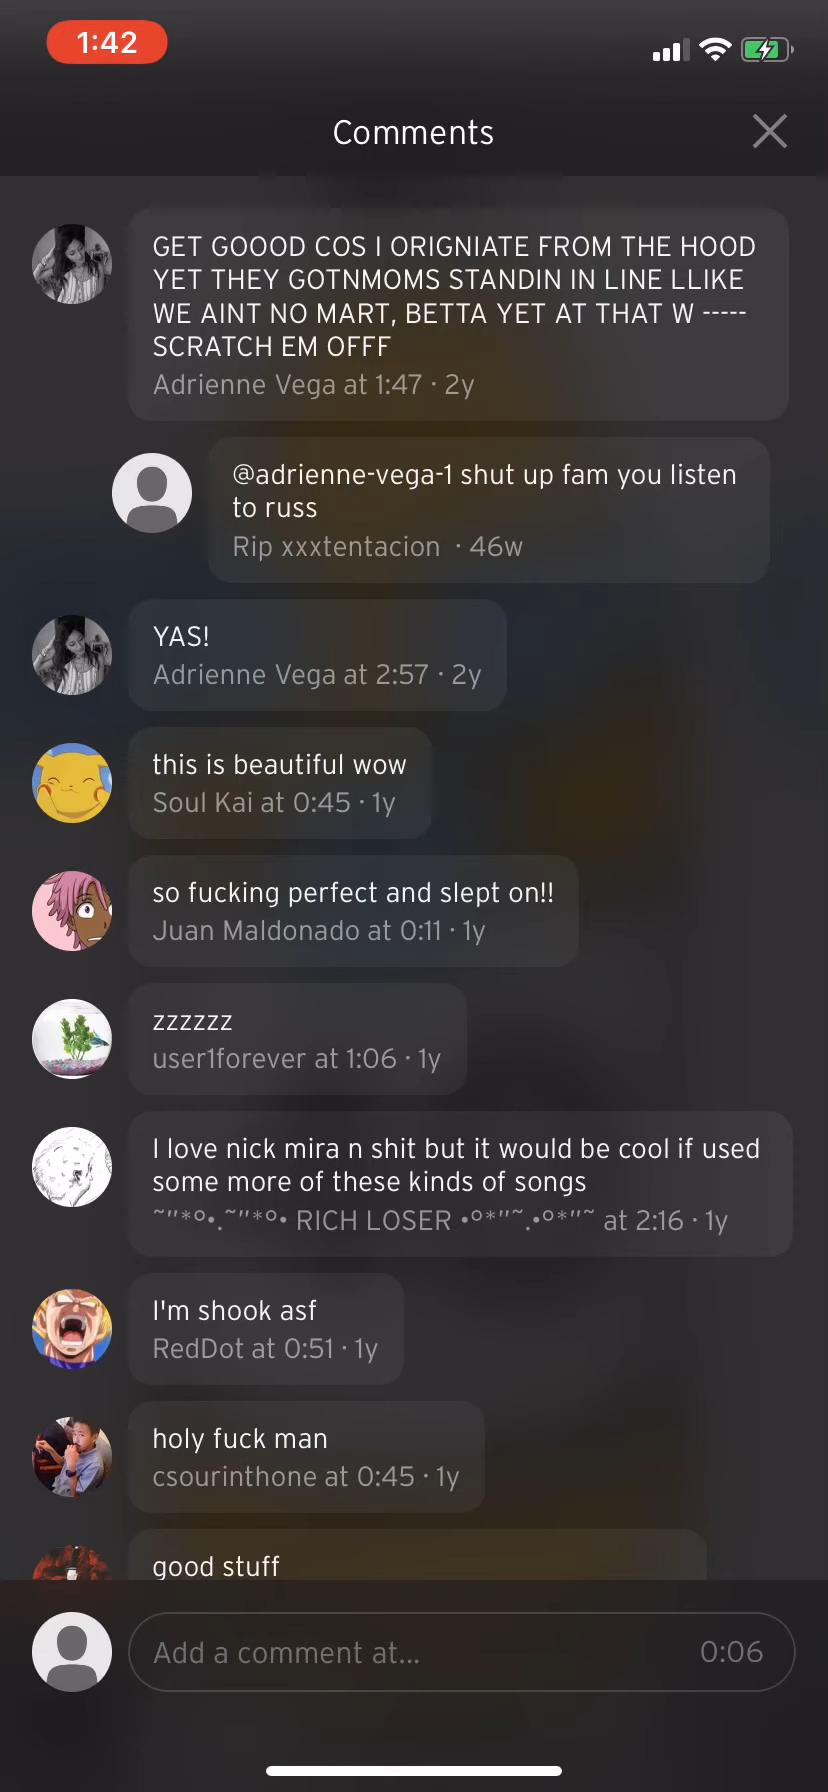 1:42
Comments
GET GOOOD COS I ORIGNIATE FROM THE HOOD
YET THEY GOTNMOMS STANDIN IN LINE LLIKE
WE AINT NO MART, BETTA YET AT THAT W -----
SCRATCH EM OFFF
Adrienne Vega at 1:47 · 2y
@adrienne-vega-1 shut up fam you listen
to russ
Rip xxxtentacion · 46w
YAS!
Adrienne Vega at 2:57 · 2y
this is beautiful wow
Soul Kai at 0:45 · 1y
so fucking perfect and slept on!!
Juan Maldonado at 0:11 · 1y
zzzzzz
user1forever at 1:06 · 1y
I love nick mira n shit but it would be cool if used
some more of these kinds of songs
~"*°•.~"*°• RICH LOSER •°*"~.•°*"~ at 2:16 · 1y
I'm shook asf
RedDot at 0:51 · 1y
holy fuck man
csourinthone at 0:45 · 1y
good stuff
Add a comment at... 0:06